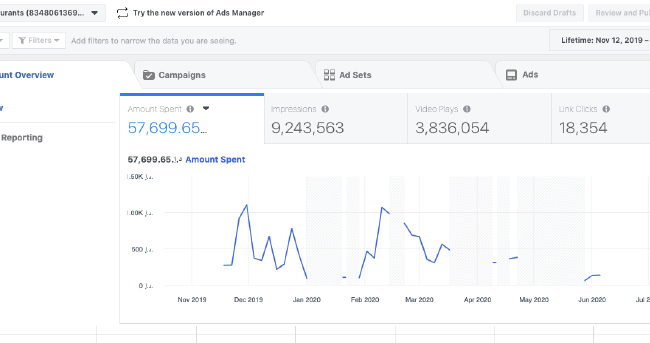 urants (8348061369...
Try the new version of Ads Manager
Discard Drafts
Review and Pu
Filters
Add filters to narrow the data you are seeing.
Lifetime: Nov 12, 2019 –
unt Overview
Campaigns
Ad Sets
Ads
Reporting
Amount Spent
Impressions
Video Plays
Link Clicks
57,699.65...
9,243,563
3,836,054
18,354
57,699.65 د.إ. Amount Spent
1.50K د.إ.
1.00K د.إ.
500 د.إ.
0 د.إ.
Nov 2019
Dec 2019
Jan 2020
Feb 2020
Mar 2020
Apr 2020
May 2020
Jun 2020
Jul 2